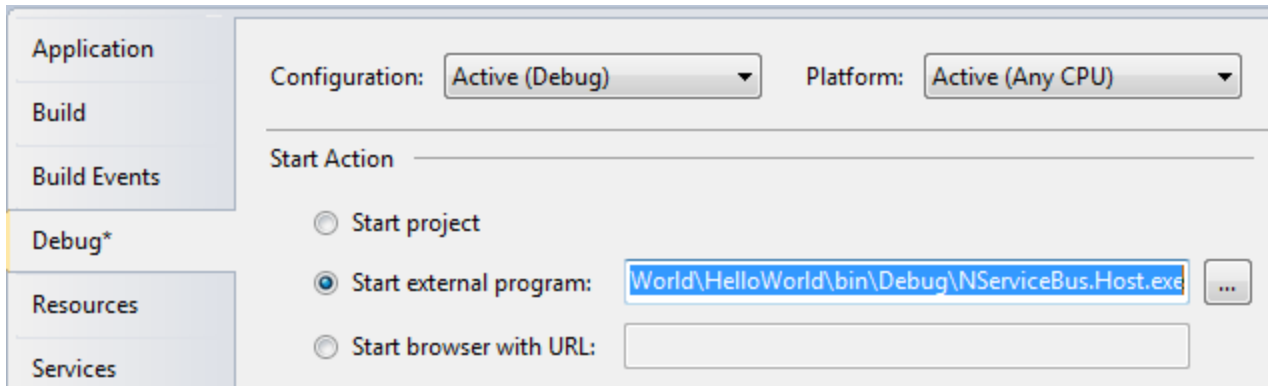 Application
Build
Build Events
Debug*
Resources
Services
Configuration: Active (Debug) Platform: Active (Any CPU)
Start Action
Start project
Start external program: World\HelloWorld\bin\Debug\NServiceBus.Host.exe ...
Start browser with URL: